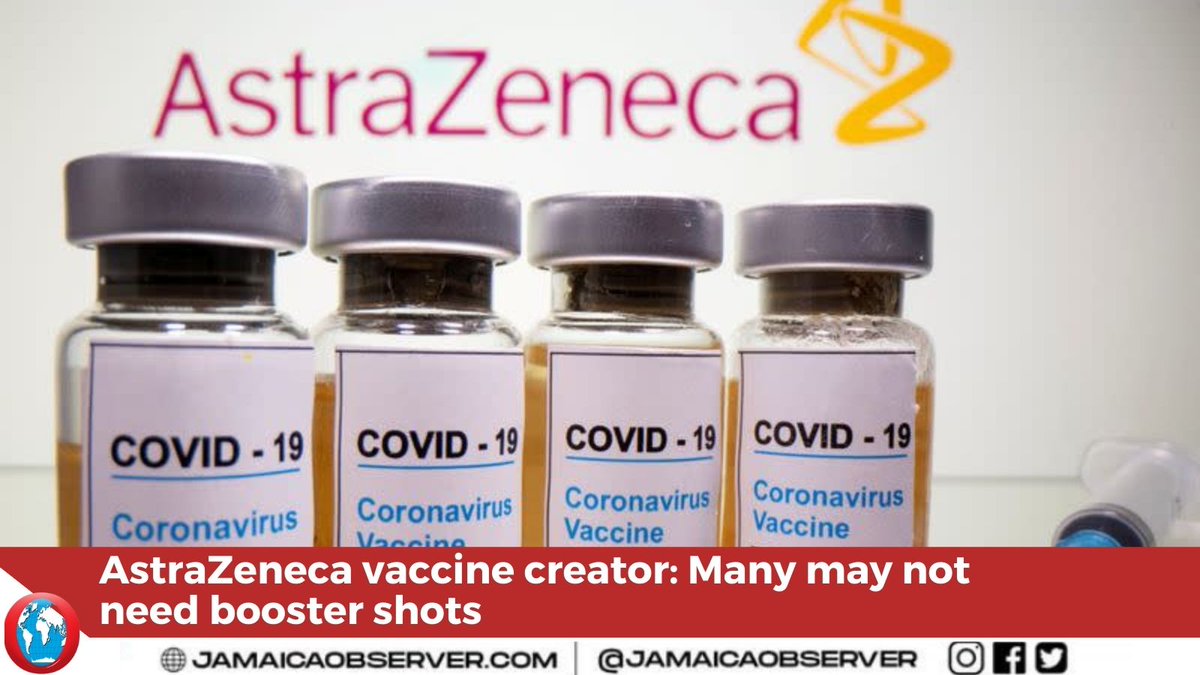 AstraZeneca
COVID - 19
Coronavirus
COVID - 19
Coronavirus
Vaccine
COVID - 19
Coronavirus
Vaccine
COVID - 19
Coronavirus
Vaccine
AstraZeneca vaccine creator: Many may not
need booster shots
JAMAICAOBSERVER.COM | @JAMAICAOBSERVER